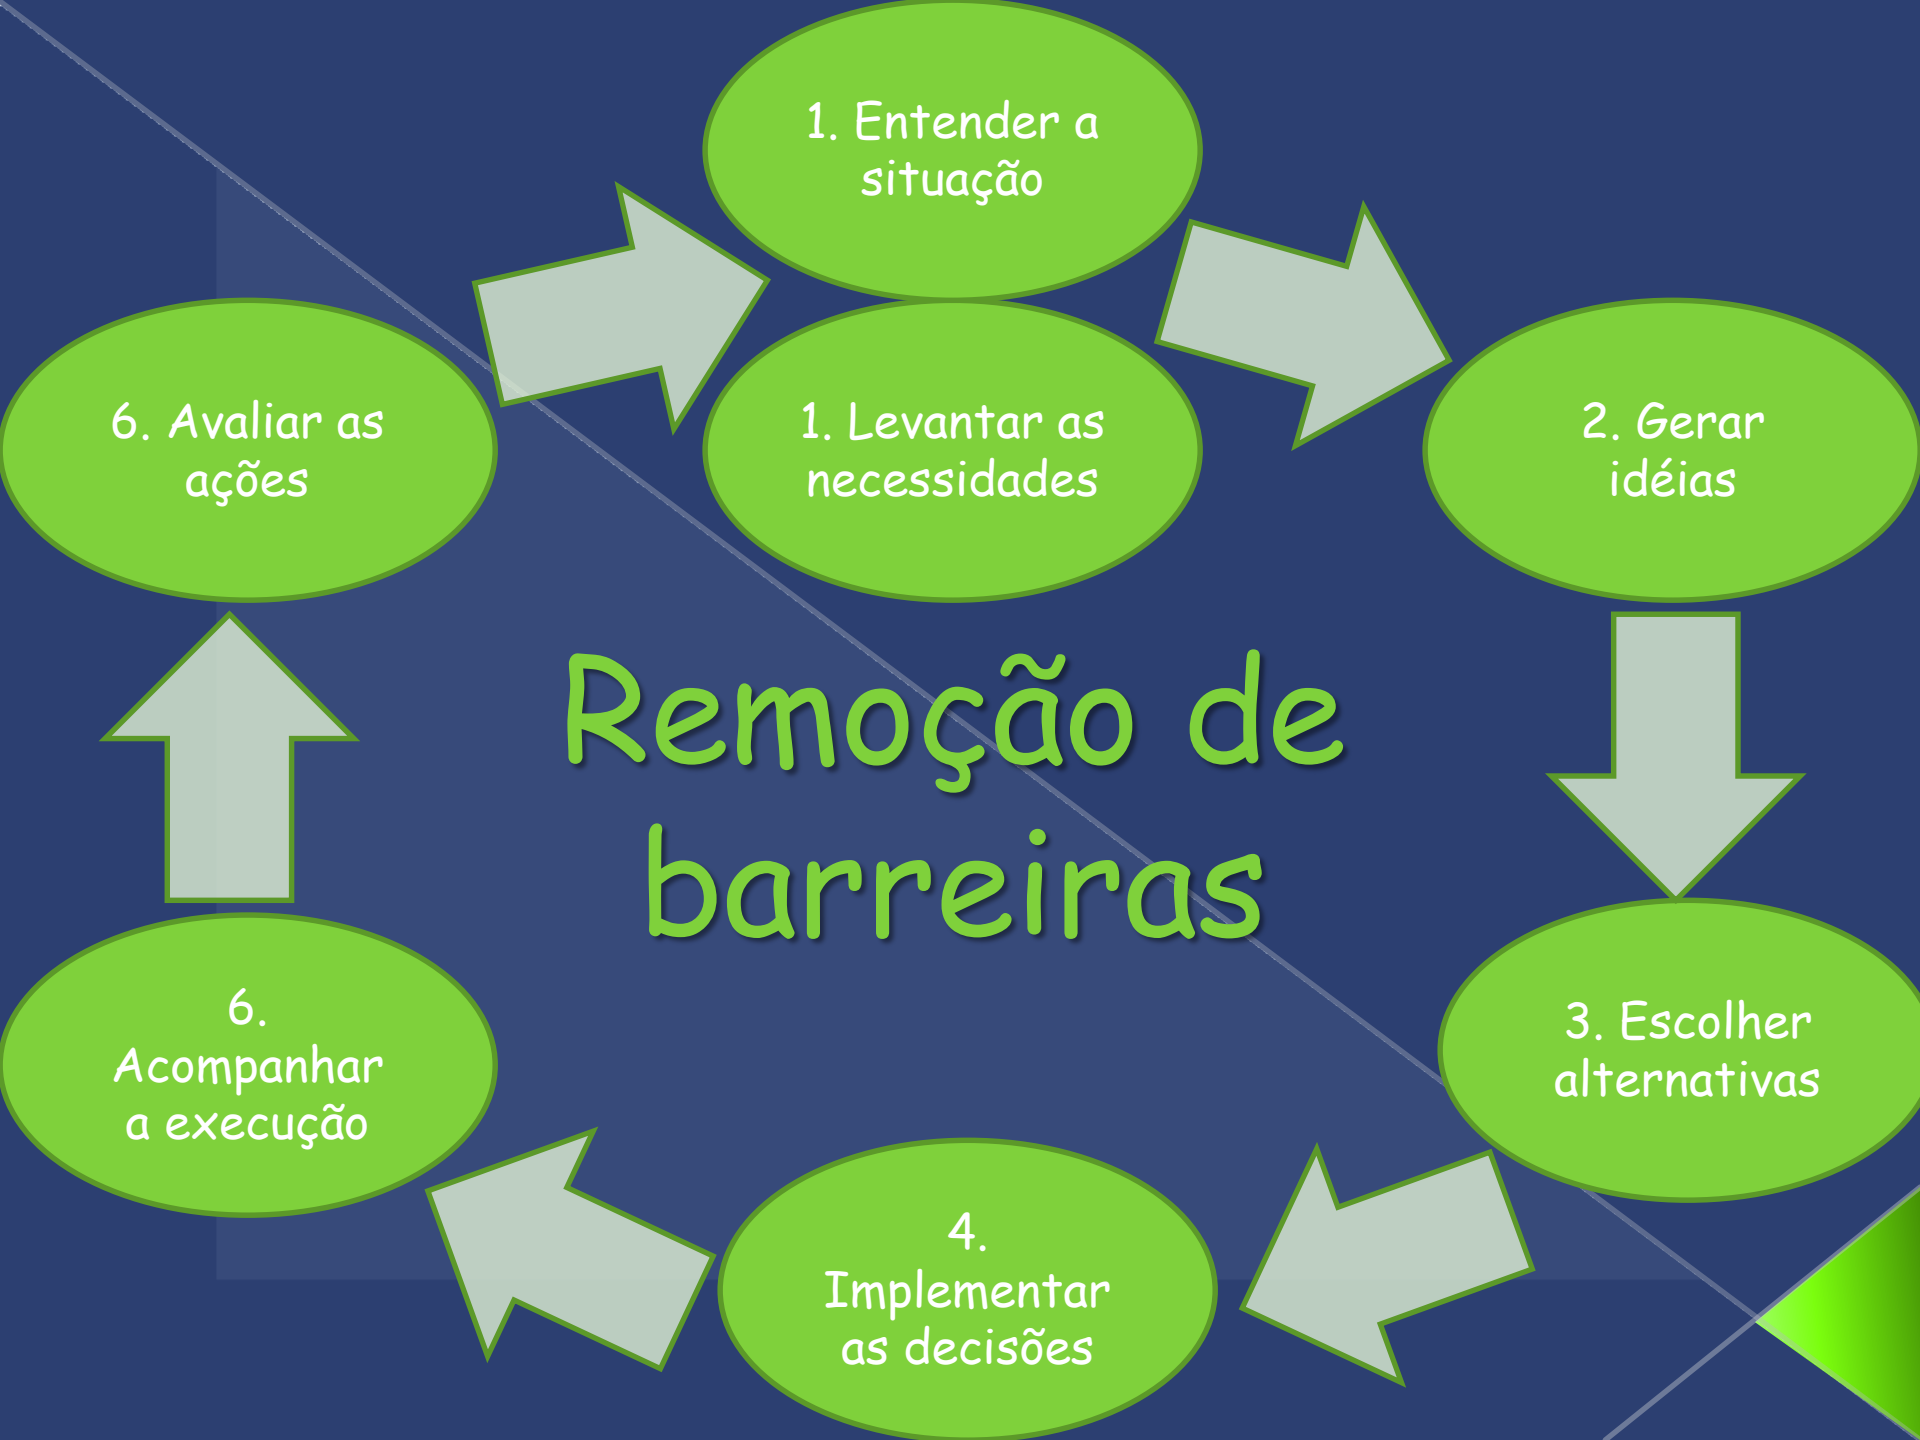 1. Entender a
situação
1. Levantar as
necessidades
2. Gerar
idéias
3. Escolher
alternativas
4.
Implementar
as decisões
6.
Acompanhar
a execução
6. Avaliar as
ações
Remoção de
barreiras